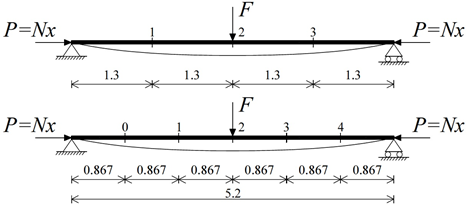 F
P=Nx P=Nx
1 2 3
1.3 1.3 1.3 1.3
F
P=Nx P=Nx
0 1 2 3 4
0.867 0.867 0.867 0.867 0.867 0.867
5.2